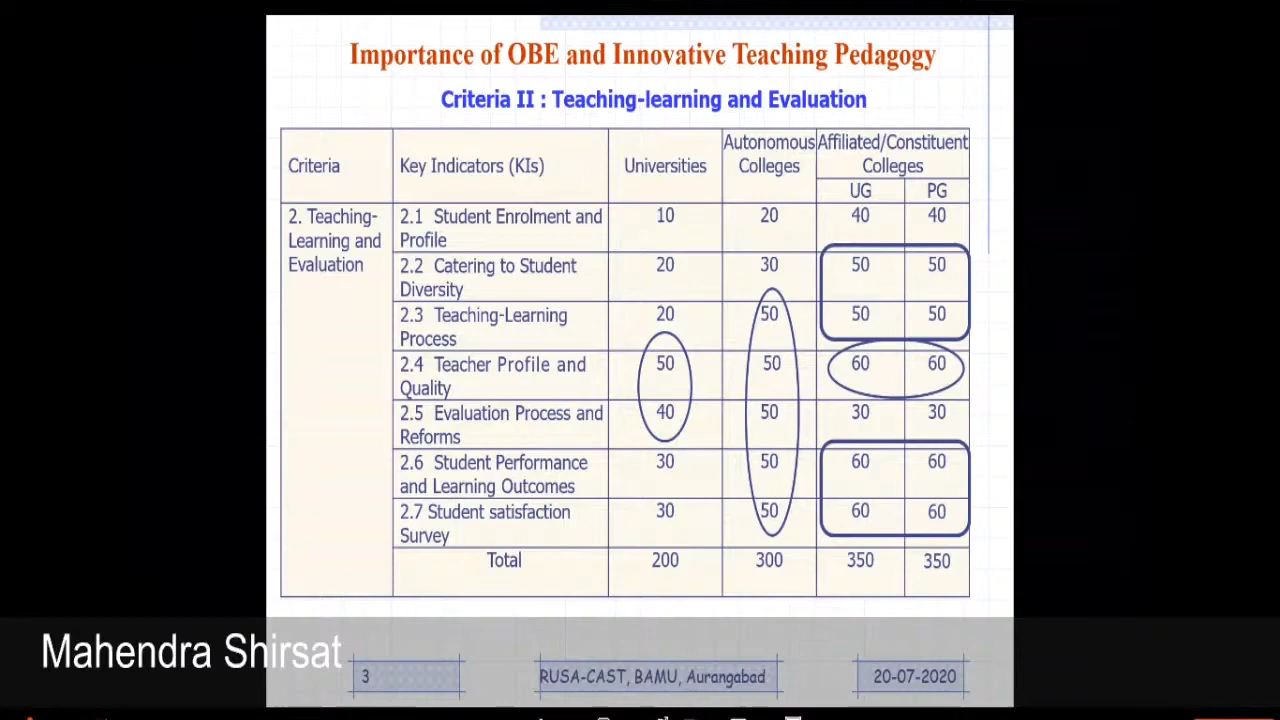 Importance of OBE and Innovative Teaching Pedagogy
Criteria II : Teaching-learning and Evaluation
Criteria Key Indicators (KIs) Universities Autonomous Colleges Affiliated/Constituent Colleges
UG PG
2. Teaching-Learning and Evaluation
2.1 Student Enrolment and Profile 10 20 40 40
2.2 Catering to Student Diversity 20 30 50 50
2.3 Teaching-Learning Process 20 50 50 50
2.4 Teacher Profile and Quality 50 50 60 60
2.5 Evaluation Process and Reforms 40 50 30 30
2.6 Student Performance and Learning Outcomes 30 50 60 60
2.7 Student satisfaction Survey 30 50 60 60
Total 200 300 350 350
Mahendra Shirsat
3 RUSA-CAST, BAMU, Aurangabad 20-07-2020